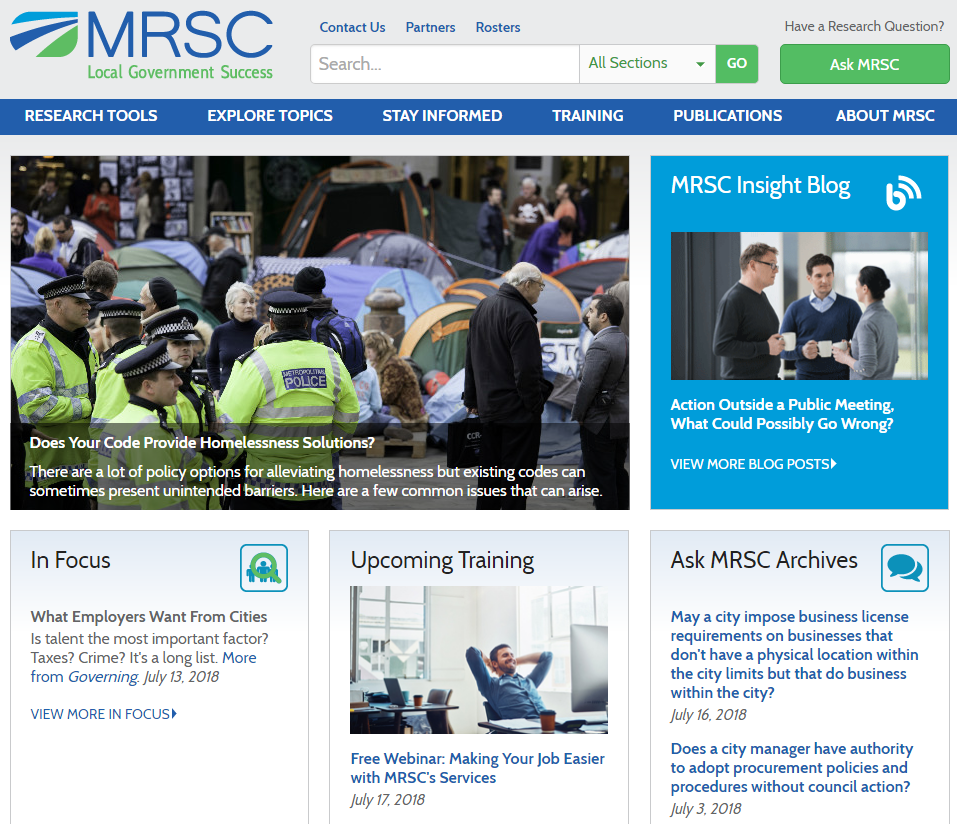 MRSC
Local Government Success
Contact Us Partners Rosters
Have a Research Question?
Search...
All Sections
GO
Ask MRSC
RESEARCH TOOLS EXPLORE TOPICS STAY INFORMED TRAINING PUBLICATIONS ABOUT MRSC
METROPOLITAN
POLICE
Does Your Code Provide Homelessness Solutions?
There are a lot of policy options for alleviating homelessness but existing codes can
sometimes present unintended barriers. Here are a few common issues that can arise.
MRSC Insight Blog
Action Outside a Public Meeting,
What Could Possibly Go Wrong?
VIEW MORE BLOG POSTS
In Focus
What Employers Want From Cities
Is talent the most important factor?
Taxes? Crime? It's a long list. More
from Governing. July 13, 2018
VIEW MORE IN FOCUS
Upcoming Training
Free Webinar: Making Your Job Easier
with MRSC's Services
July 17, 2018
Ask MRSC Archives
May a city impose business license
requirements on businesses that
don't have a physical location within
the city limits but that do business
within the city?
July 16, 2018
Does a city manager have authority
to adopt procurement policies and
procedures without council action?
July 3, 2018